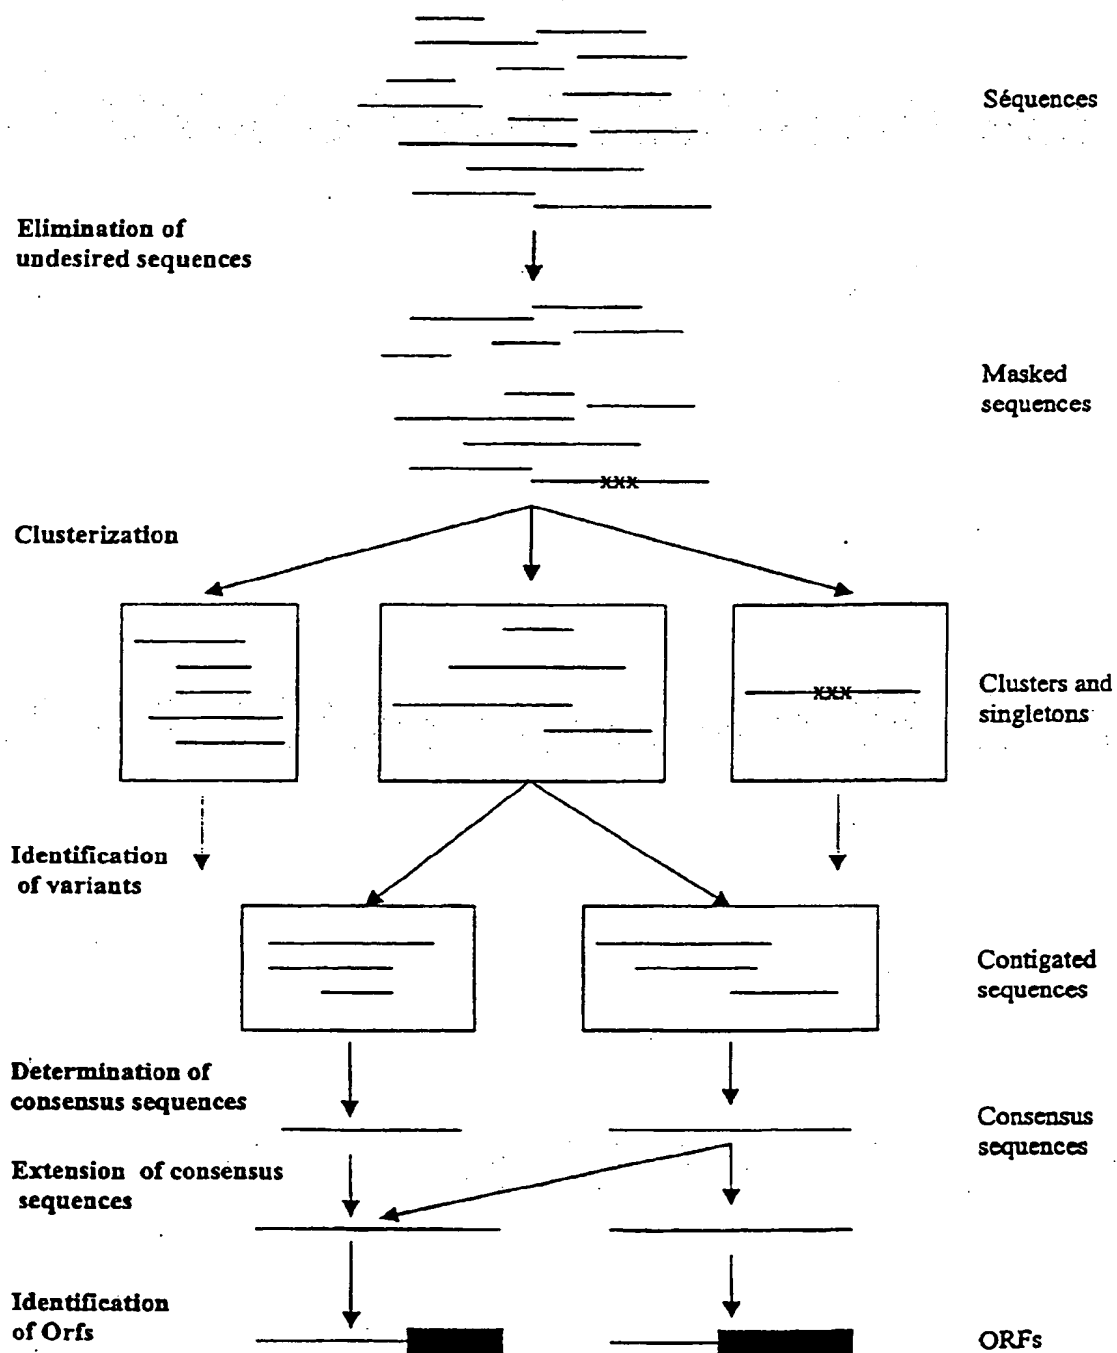 Séquences
Elimination of
undesired sequences
Masked
sequences
xxx
Clusterization
xxx
Clusters and
singletons
Identification
of variants
Contigated
sequences
Determination of
consensus sequences
Consensus
sequences
Extension of consensus
sequences
Identification
of Orfs
ORFs